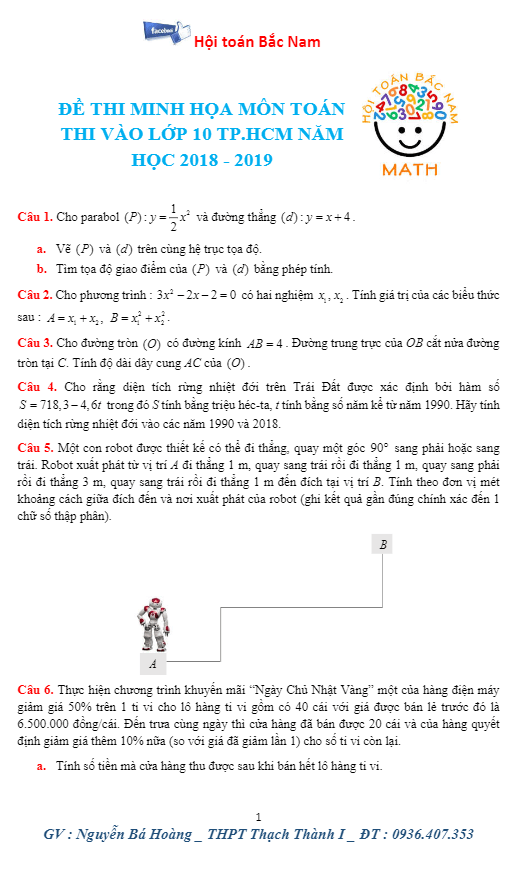 facebook
Hội toán Bắc Nam
HỘI TOÁN BẮC NAM
MATH
ĐỀ THI MINH HỌA MÔN TOÁN
THI VÀO LỚP 10 TP.HCM NĂM
HỌC 2018 - 2019
Câu 1. Cho parabol (P): y = 1/2 x² và đường thẳng (d): y = x + 4.
a. Vẽ (P) và (d) trên cùng hệ trục tọa độ.
b. Tìm tọa độ giao điểm của (P) và (d) bằng phép tính.
Câu 2. Cho phương trình : 3x² − 2x − 2 = 0 có hai nghiệm x₁, x₂. Tính giá trị của các biểu thức
sau : A = x₁ + x₂, B = x₁² + x₂².
Câu 3. Cho đường tròn (O) có đường kính AB = 4. Đường trung trực của OB cắt nửa đường
tròn tại C. Tính độ dài dây cung AC của (O).
Câu 4. Cho rằng diện tích rừng nhiệt đới trên Trái Đất được xác định bởi hàm số
S = 718,3 − 4,6t trong đó S tính bằng triệu héc-ta, t tính bằng số năm kể từ năm 1990. Hãy tính
diện tích rừng nhiệt đới vào các năm 1990 và 2018.
Câu 5. Một con robot được thiết kế có thể đi thẳng, quay một góc 90° sang phải hoặc sang
trái. Robot xuất phát từ vị trí A đi thẳng 1 m, quay sang trái rồi đi thẳng 1 m, quay sang phải
rồi đi thẳng 3 m, quay sang trái rồi đi thẳng 1 m đến đích tại vị trí B. Tính theo đơn vị mét
khoảng cách giữa đích đến và nơi xuất phát của robot (ghi kết quả gần đúng chính xác đến 1
chữ số thập phân).
B
A
Câu 6. Thực hiện chương trình khuyến mãi “Ngày Chủ Nhật Vàng” một của hàng điện máy
giảm giá 50% trên 1 ti vi cho lô hàng ti vi gồm có 40 cái với giá được bán lẻ trước đó là
6.500.000 đồng/cái. Đến trưa cùng ngày thì cửa hàng đã bán được 20 cái và của hàng quyết
định giảm giá thêm 10% nữa (so với giá đã giảm lần 1) cho số ti vi còn lại.
a. Tính số tiền mà cửa hàng thu được sau khi bán hết lô hàng ti vi.
1
GV : Nguyễn Bá Hoàng _ THPT Thạch Thành I _ ĐT : 0936.407.353